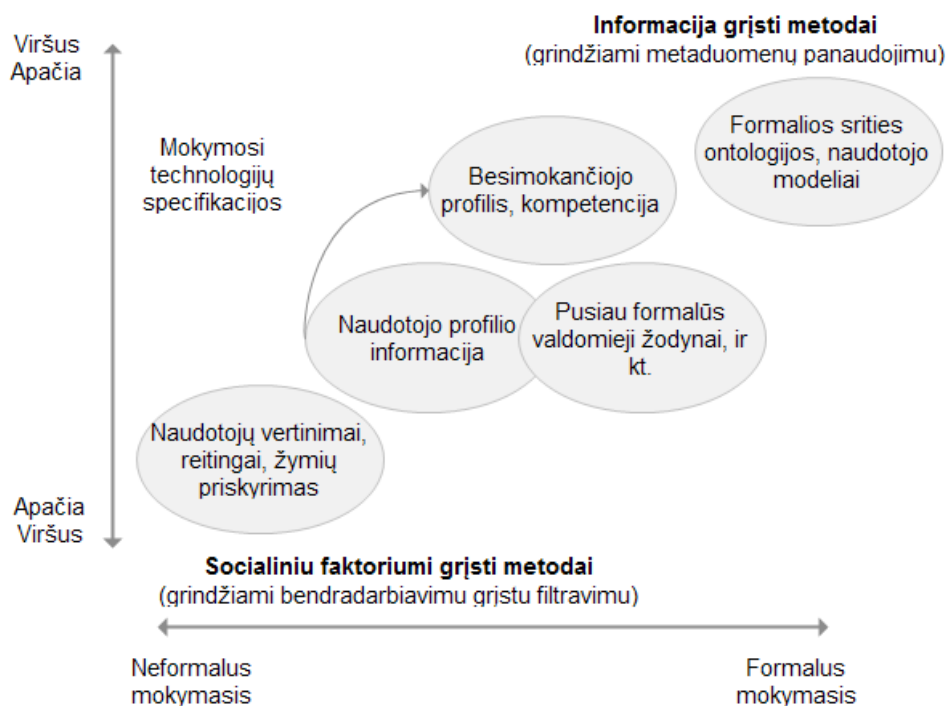 Informacija grįsti metodai
(grindžiami metaduomenų panaudojimu)
Viršus
Apačia
Formalios srities
ontologijos, naudotojo
modeliai
Mokymosi
technologijų
specifikacijos
Besimokančiojo
profilis, kompetencija
Naudotojo profilio
informacija
Pusiau formalūs
valdomieji žodynai, ir
kt.
Naudotojų vertinimai,
reitingai, žymių
priskyrimas
Apačia
Viršus
Socialiniu faktoriumi grįsti metodai
(grindžiami bendradarbiavimu grįstu filtravimu)
Neformalus
mokymasis
Formalus
mokymasis